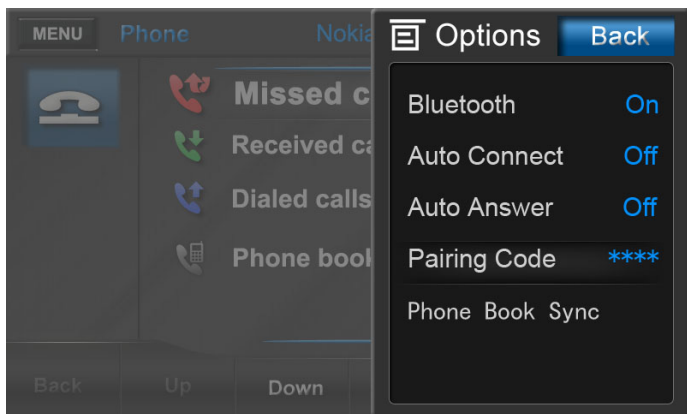 MENU Phone Nokia
Options Back
Missed c
Received ca
Dialed calls
Phone book
Bluetooth On
Auto Connect Off
Auto Answer Off
Pairing Code ****
Phone Book Sync
Back Up Down